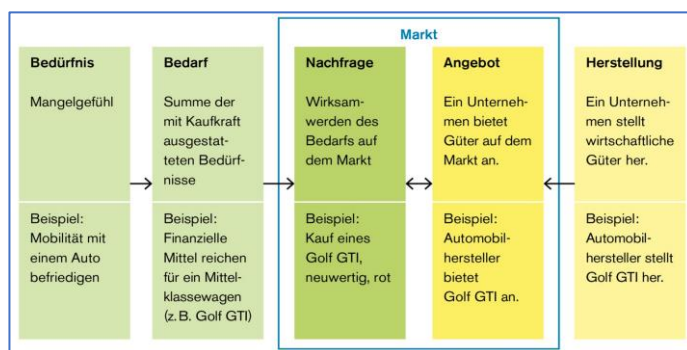 Markt
Bedürfnis
Mangelgefühl
Beispiel:
Mobilität mit
einem Auto
befriedigen
Bedarf
Summe der
mit Kaufkraft
ausgestat-
teten Bedürf-
nisse
Beispiel:
Finanzielle
Mittel reichen
für ein Mittel-
klassewagen
(z.B. Golf GTI)
Nachfrage
Wirksam-
werden des
Bedarfs auf
dem Markt
Beispiel:
Kauf eines
Golf GTI,
neuwertig, rot
Angebot
Ein Unterneh-
men bietet
Güter auf dem
Markt an.
Beispiel:
Automobil-
hersteller
bietet
Golf GTI an.
Herstellung
Ein Unterneh-
men stellt
wirtschaftliche
Güter her.
Beispiel:
Automobil-
hersteller stellt
Golf GTI her.